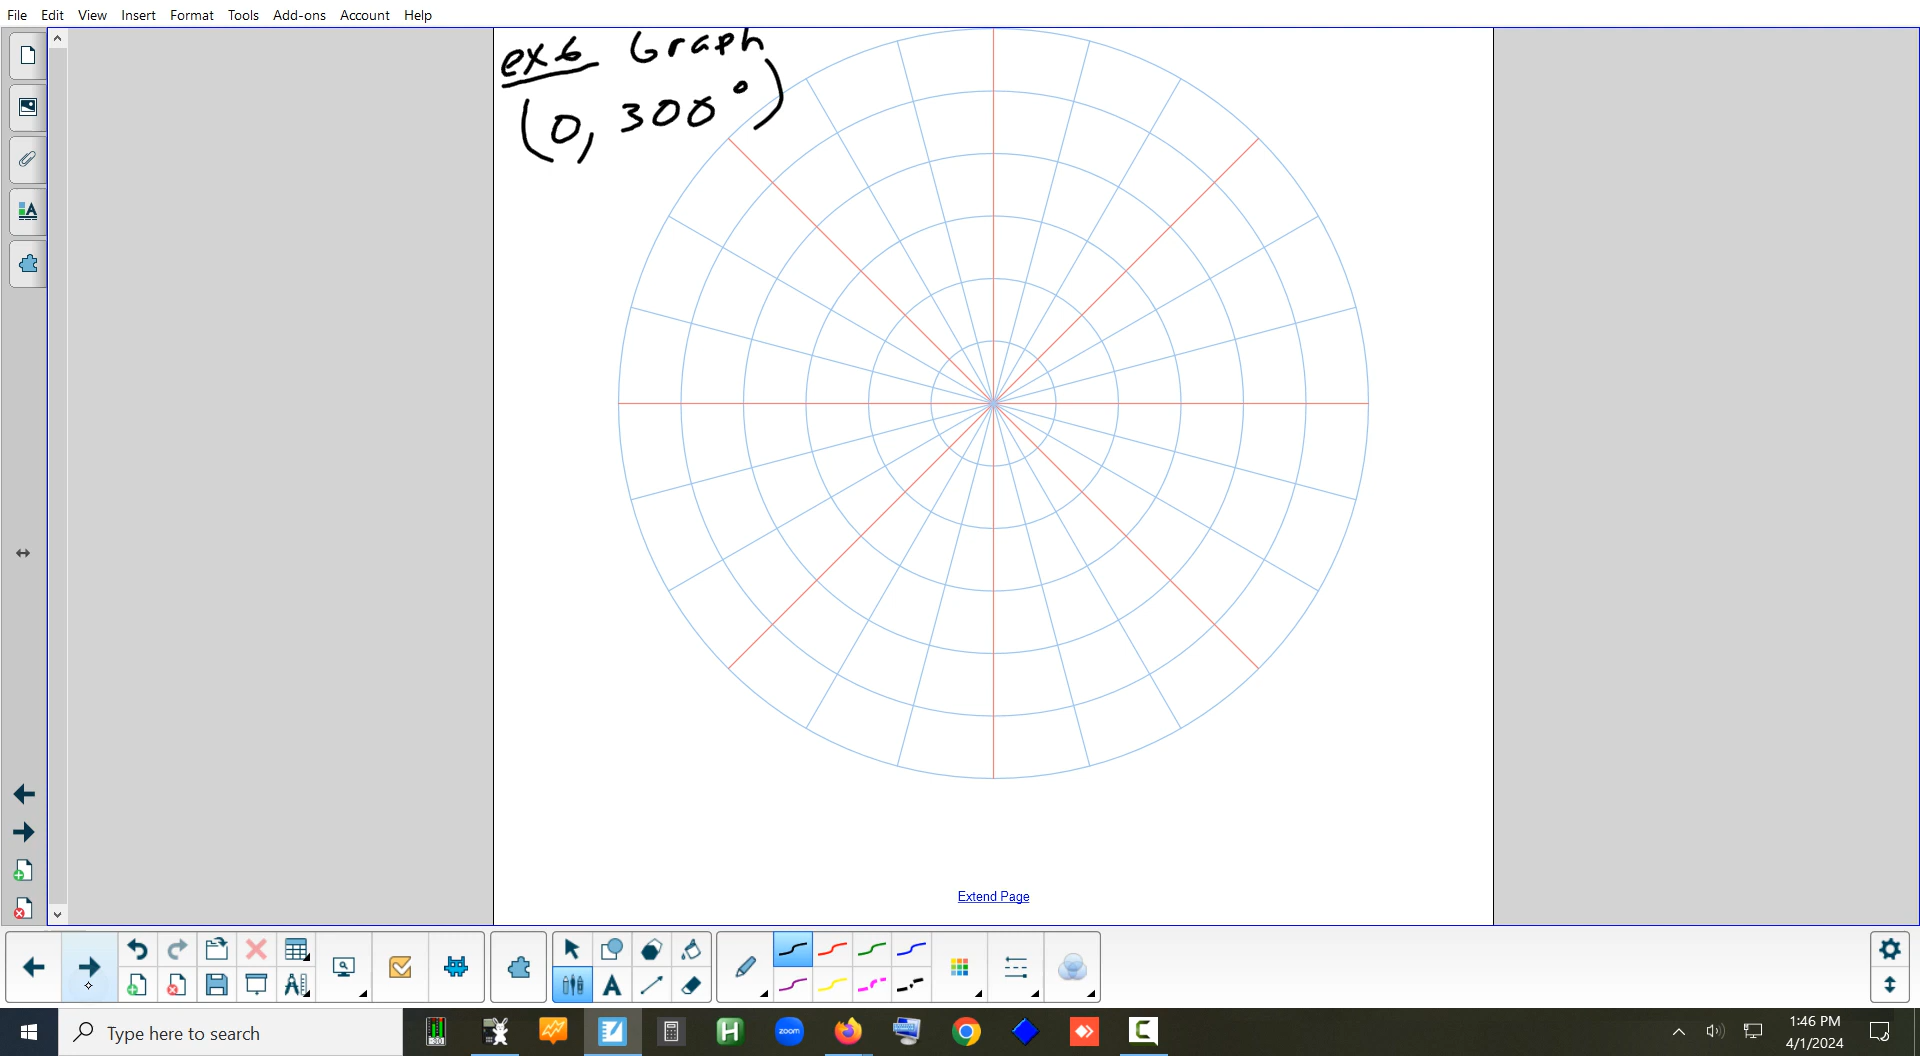 File Edit View Insert Format Tools Add-ons Account Help
ex6 Graph
(0, 300°)
Extend Page
Type here to search
zoom
1:46 PM
4/1/2024